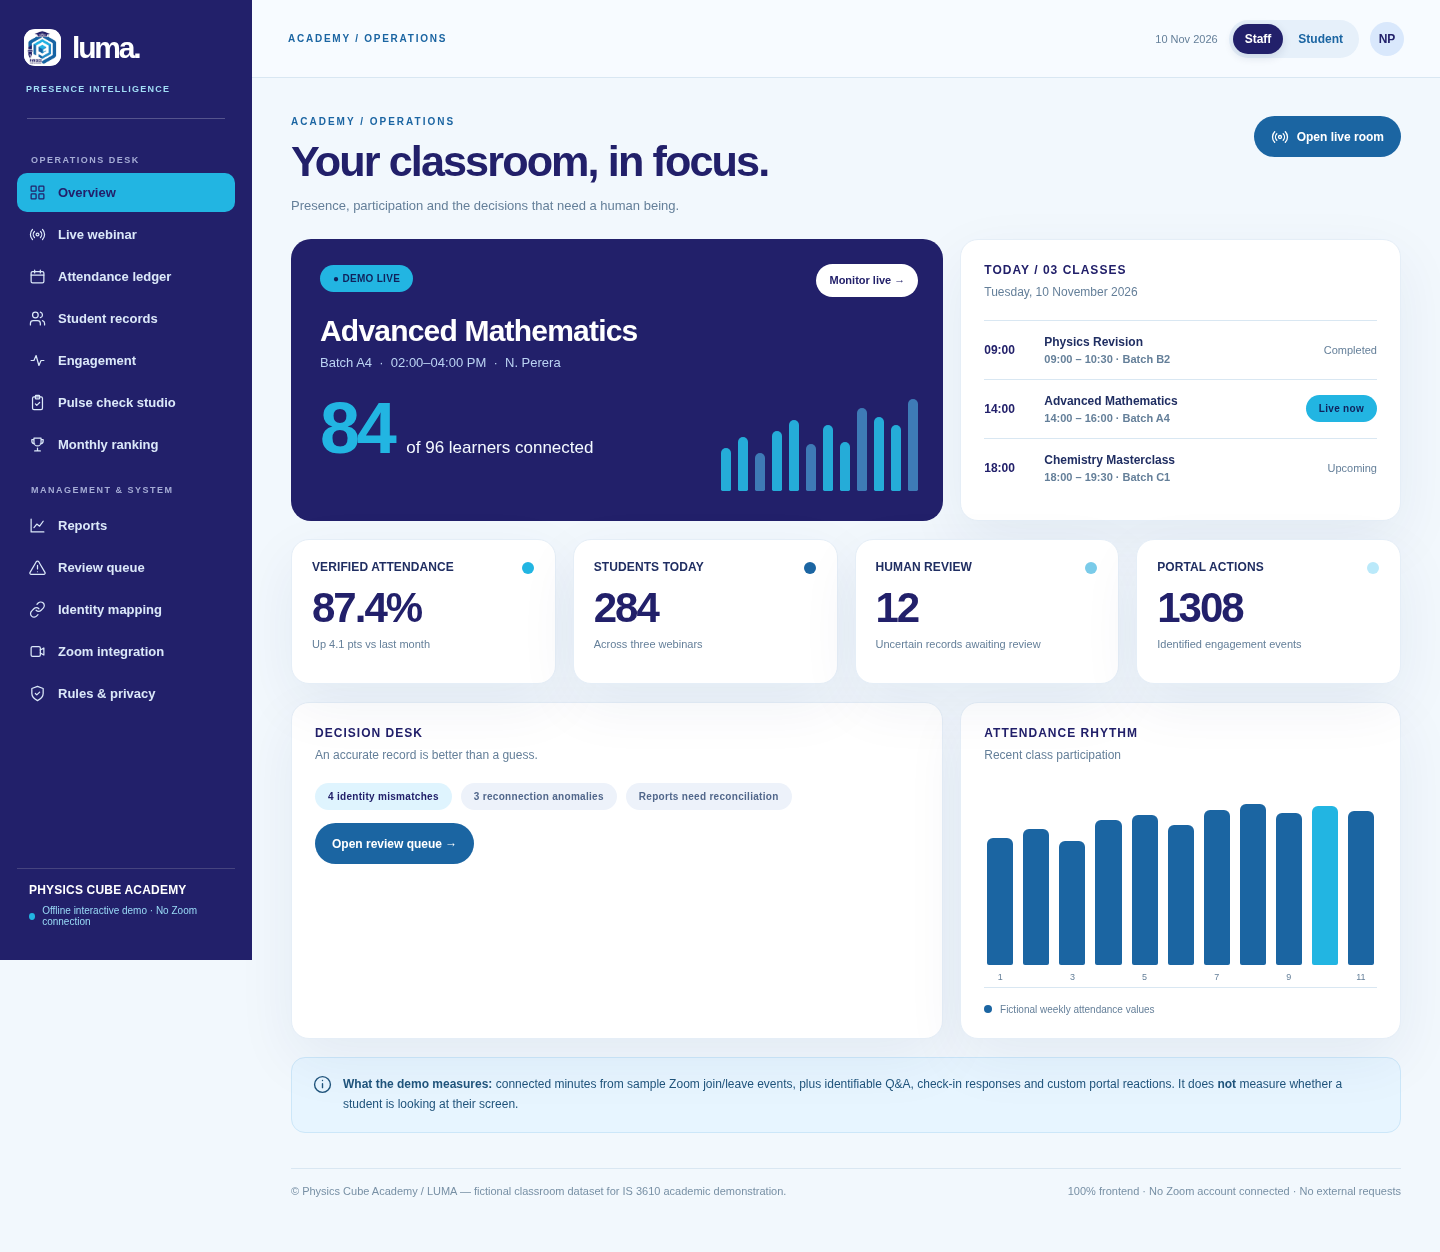 luma.
PRESENCE INTELLIGENCE
OPERATIONS DESK
Overview
Live webinar
Attendance ledger
Student records
Engagement
Pulse check studio
Monthly ranking
MANAGEMENT & SYSTEM
Reports
Review queue
Identity mapping
Zoom integration
Rules & privacy
PHYSICS CUBE ACADEMY
Offline interactive demo · No Zoom
connection
ACADEMY / OPERATIONS
10 Nov 2026
Staff
Student
NP
ACADEMY / OPERATIONS
Your classroom, in focus.
Presence, participation and the decisions that need a human being.
Open live room
● DEMO LIVE
Monitor live →
Advanced Mathematics
Batch A4 · 02:00–04:00 PM · N. Perera
84 of 96 learners connected
TODAY / 03 CLASSES
Tuesday, 10 November 2026
09:00
Physics Revision
09:00 – 10:30 · Batch B2
Completed
14:00
Advanced Mathematics
14:00 – 16:00 · Batch A4
Live now
18:00
Chemistry Masterclass
18:00 – 19:30 · Batch C1
Upcoming
VERIFIED ATTENDANCE
87.4%
Up 4.1 pts vs last month
STUDENTS TODAY
284
Across three webinars
HUMAN REVIEW
12
Uncertain records awaiting review
PORTAL ACTIONS
1308
Identified engagement events
DECISION DESK
An accurate record is better than a guess.
4 identity mismatches
3 reconnection anomalies
Reports need reconciliation
Open review queue →
ATTENDANCE RHYTHM
Recent class participation
1 3 5 7 9 11
Fictional weekly attendance values
What the demo measures: connected minutes from sample Zoom join/leave events, plus identifiable Q&A, check-in responses and custom portal reactions. It does not measure whether a
student is looking at their screen.
© Physics Cube Academy / LUMA — fictional classroom dataset for IS 3610 academic demonstration.
100% frontend · No Zoom account connected · No external requests